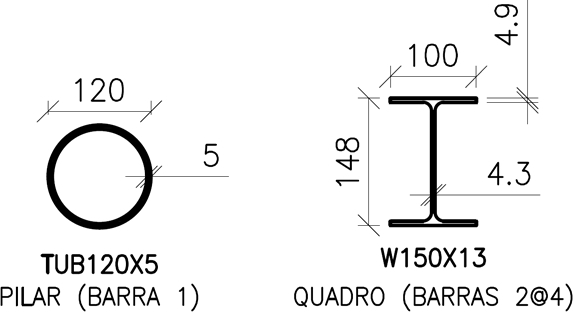 4.9
100
120
148
5
4.3
TUB120X5
W150X13
PILAR (BARRA 1)
QUADRO (BARRAS 2@4)